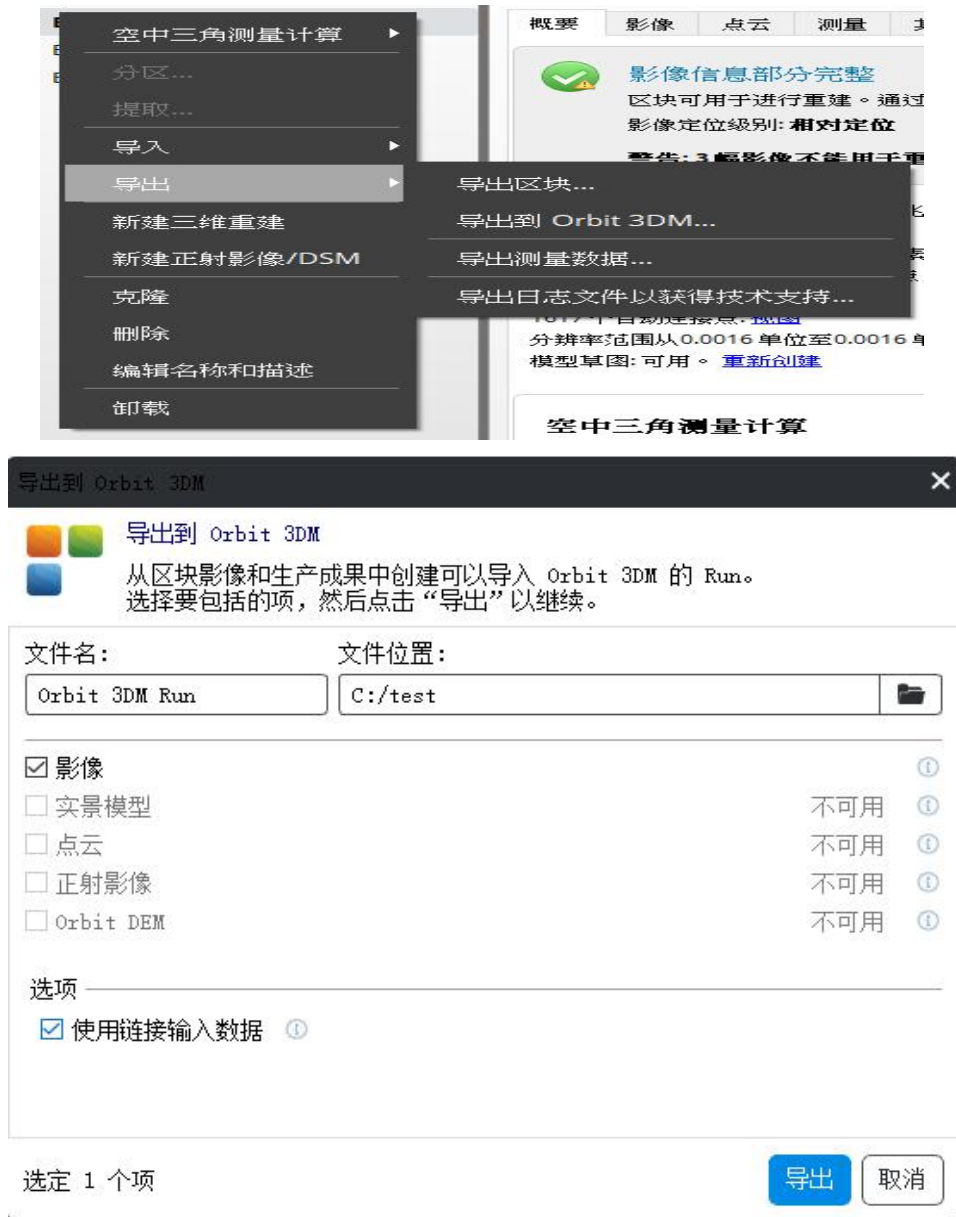 空中三角测量计算
分区...
提取...
导入
导出
新建三维重建
新建正射影像/DSM
克隆
删除
编辑名称和描述
卸载
导出区块...
导出到 Orbit 3DM...
导出测量数据...
导出日志文件以获得技术支持...
概要 影像 点云 测量
影像信息部分完整
区块可用于进行重建。通过
影像定位级别: 相对定位
警告: 3 幅影像不能用于重
分辨率范围从0.0016 单位至0.0016 单
模型草图: 可用。 重新创建
空中三角测量计算
导出到 Orbit 3DM
导出到 Orbit 3DM
从区块影像和生产成果中创建可以导入 Orbit 3DM 的 Run。
选择要包括的项，然后点击“导出”以继续。
文件名: 文件位置:
Orbit 3DM Run C:/test
影像
实景模型 不可用
点云 不可用
正射影像 不可用
Orbit DEM 不可用
选项
使用链接输入数据
选定 1 个项 导出 取消